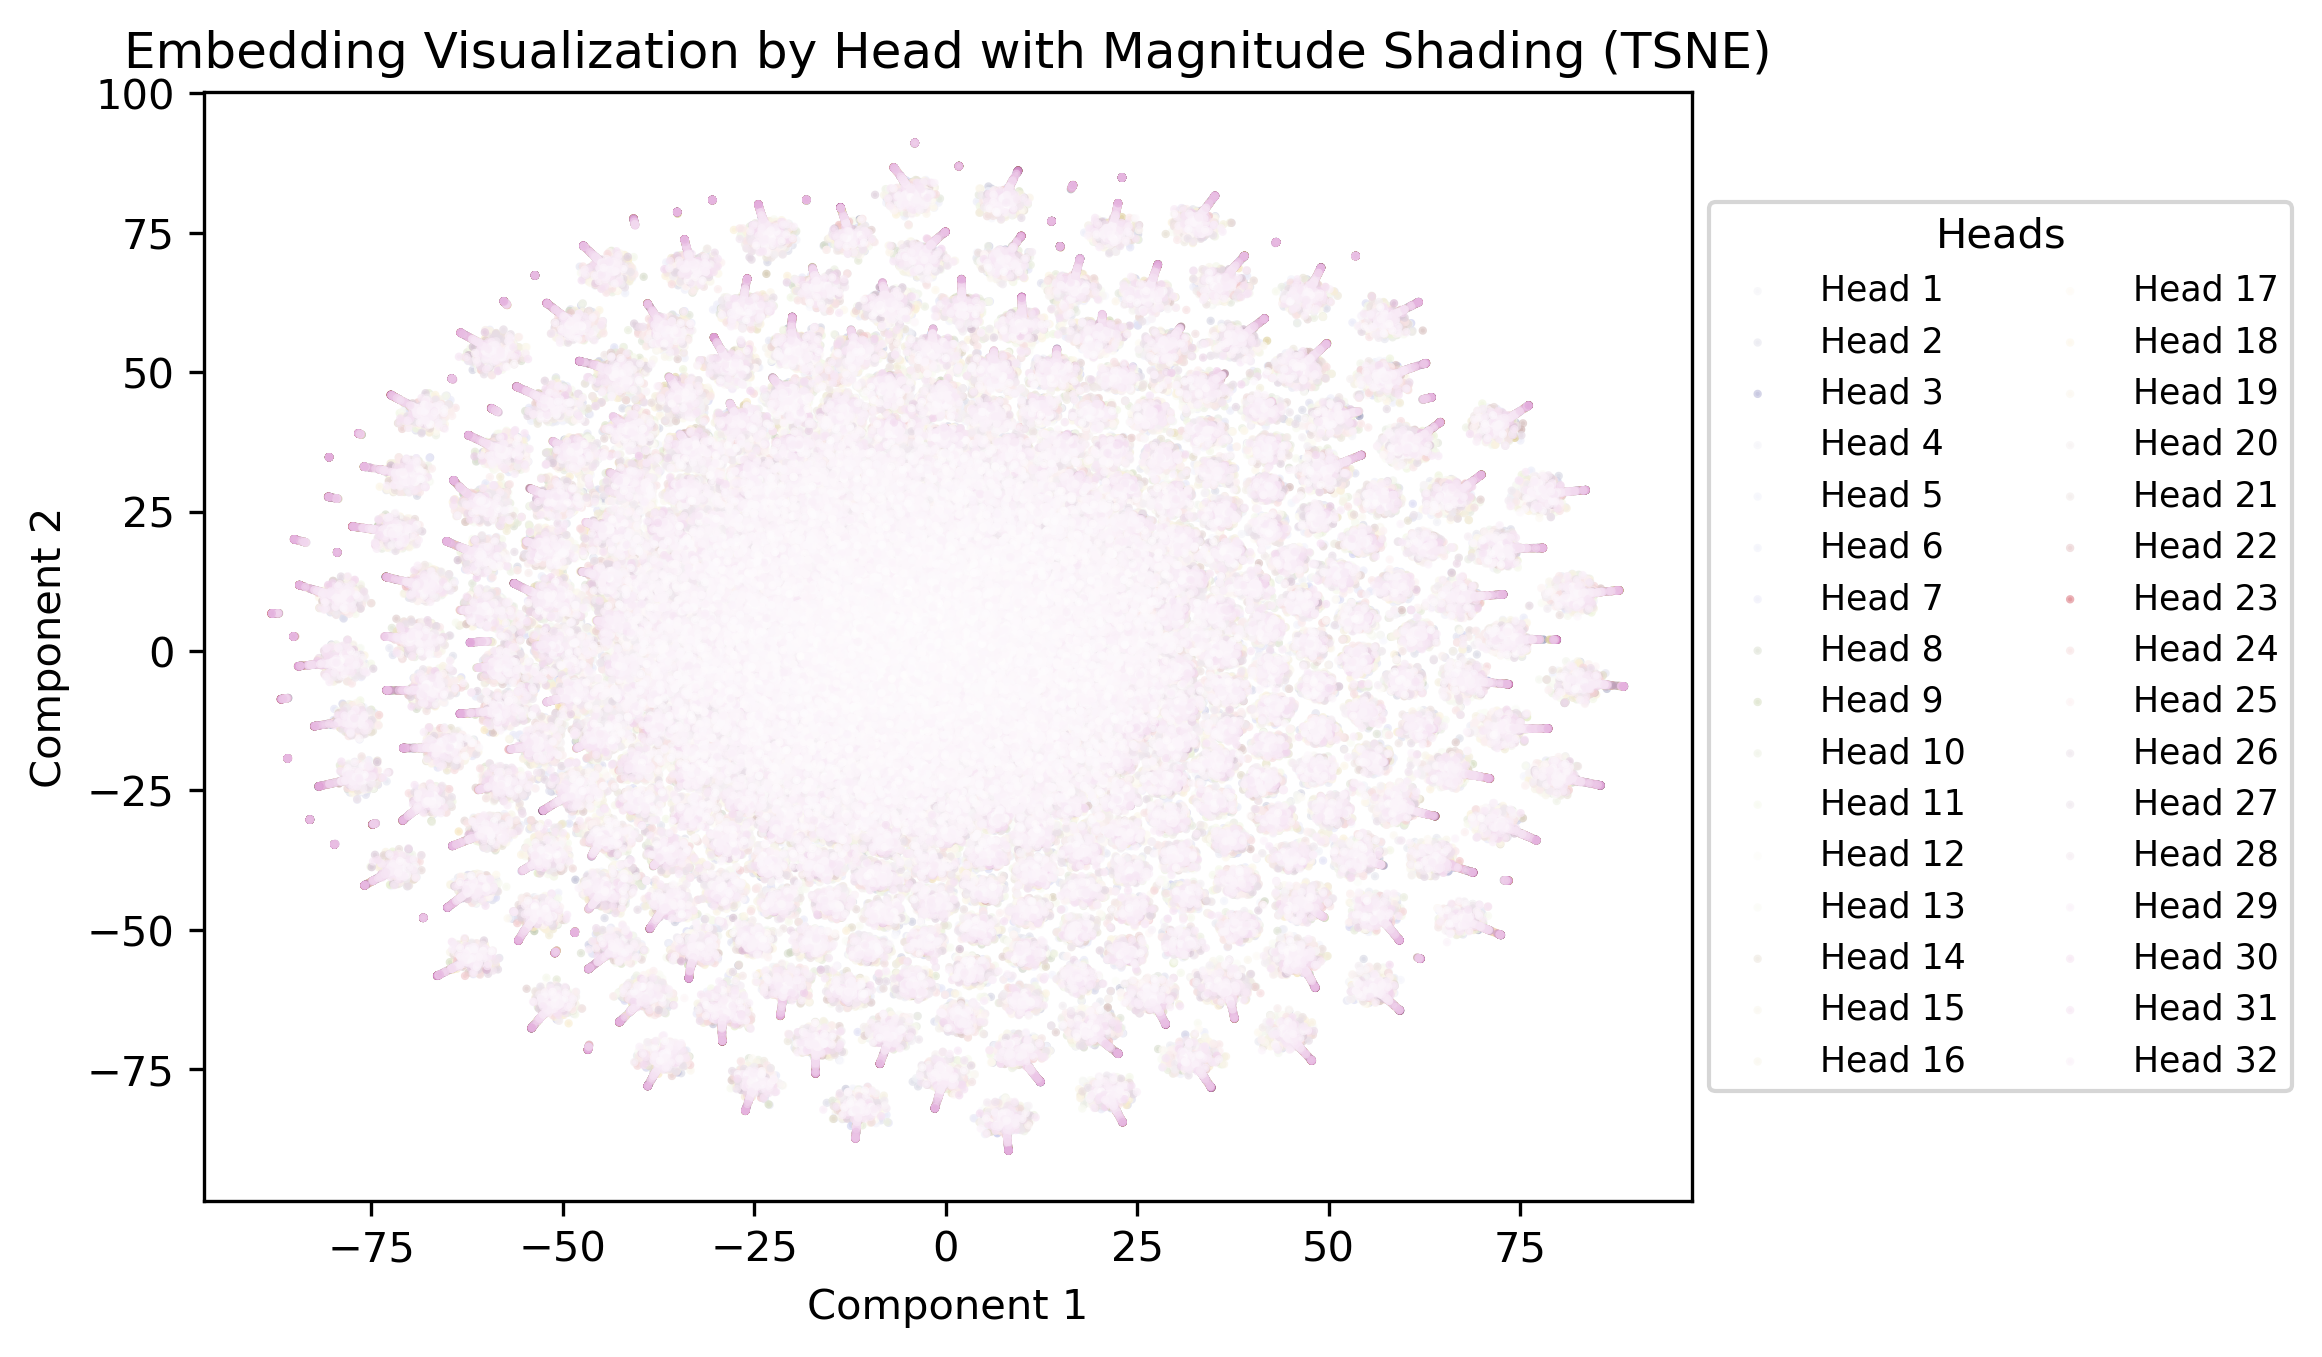 Embedding Visualization by Head with Magnitude Shading (TSNE)
100
75
50
25
0
−25
−50
−75
Component 2
−75
−50
−25
0
25
50
75
Component 1
Heads
Head 1
Head 2
Head 3
Head 4
Head 5
Head 6
Head 7
Head 8
Head 9
Head 10
Head 11
Head 12
Head 13
Head 14
Head 15
Head 16
Head 17
Head 18
Head 19
Head 20
Head 21
Head 22
Head 23
Head 24
Head 25
Head 26
Head 27
Head 28
Head 29
Head 30
Head 31
Head 32